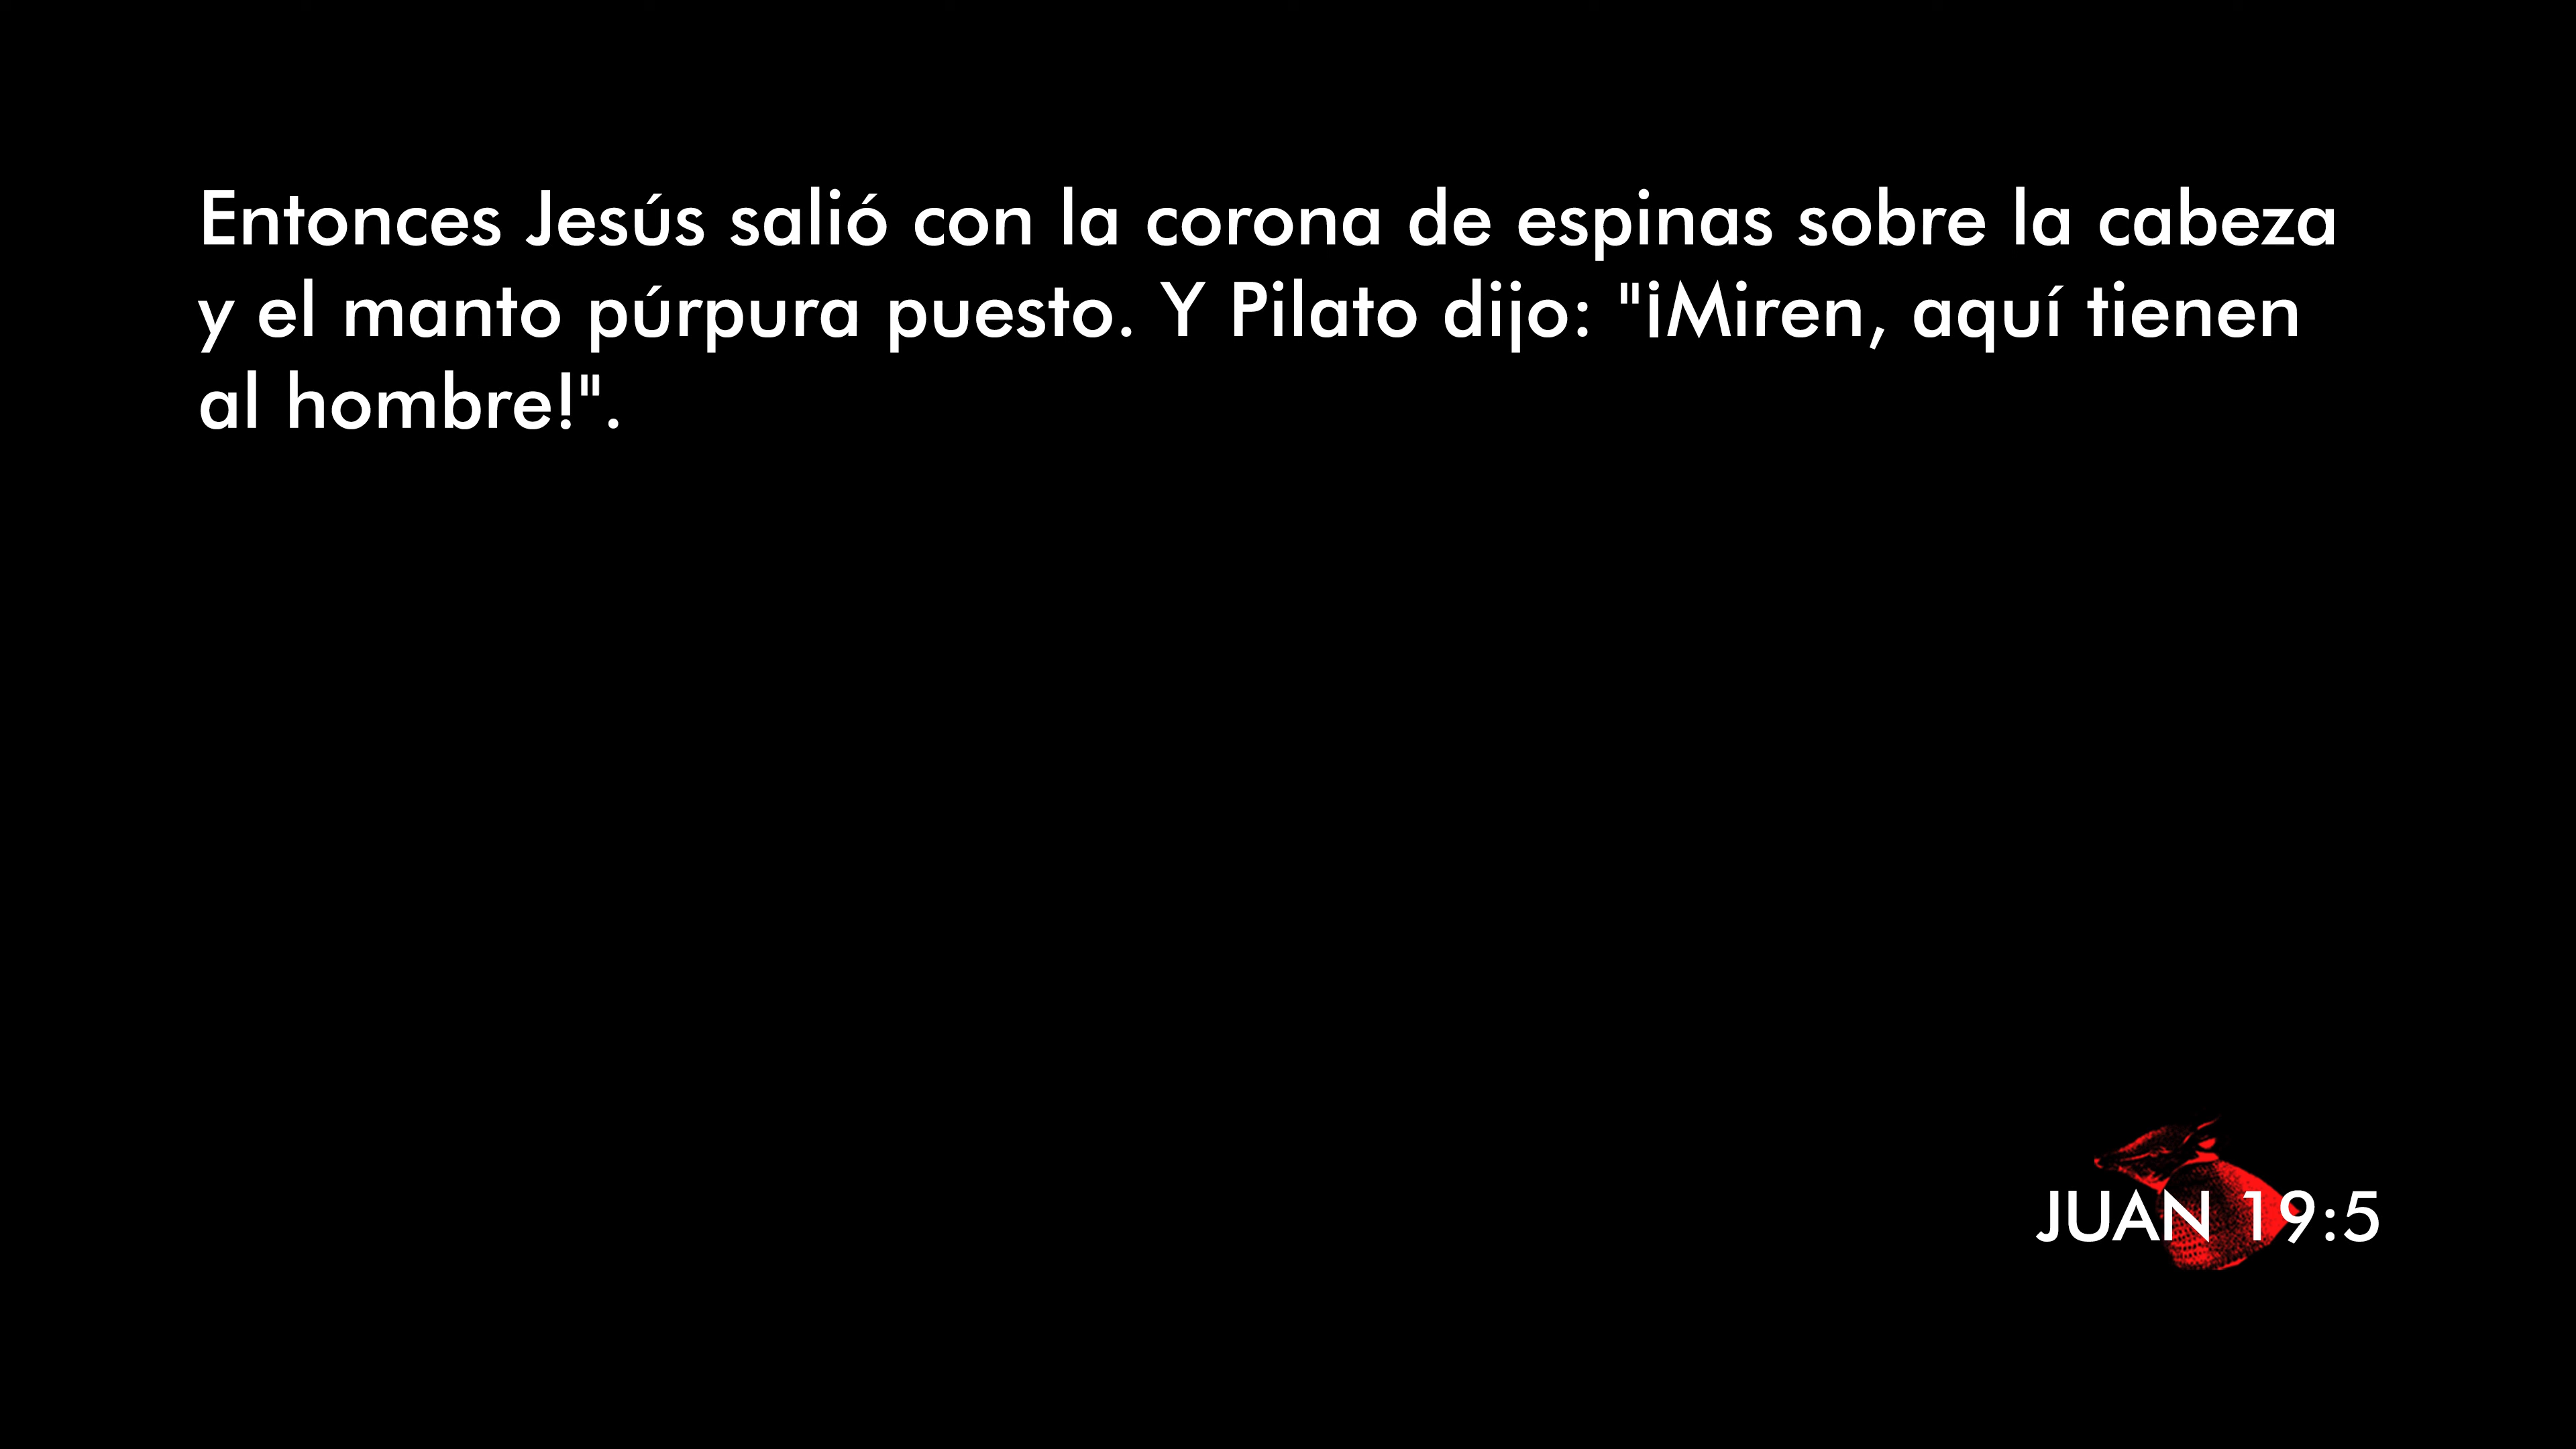 Entonces Jesús salió con la corona de espinas sobre la cabeza
y el manto púrpura puesto. Y Pilato dijo: "¡Miren, aquí tienen
al hombre!".
JUAN 19:5